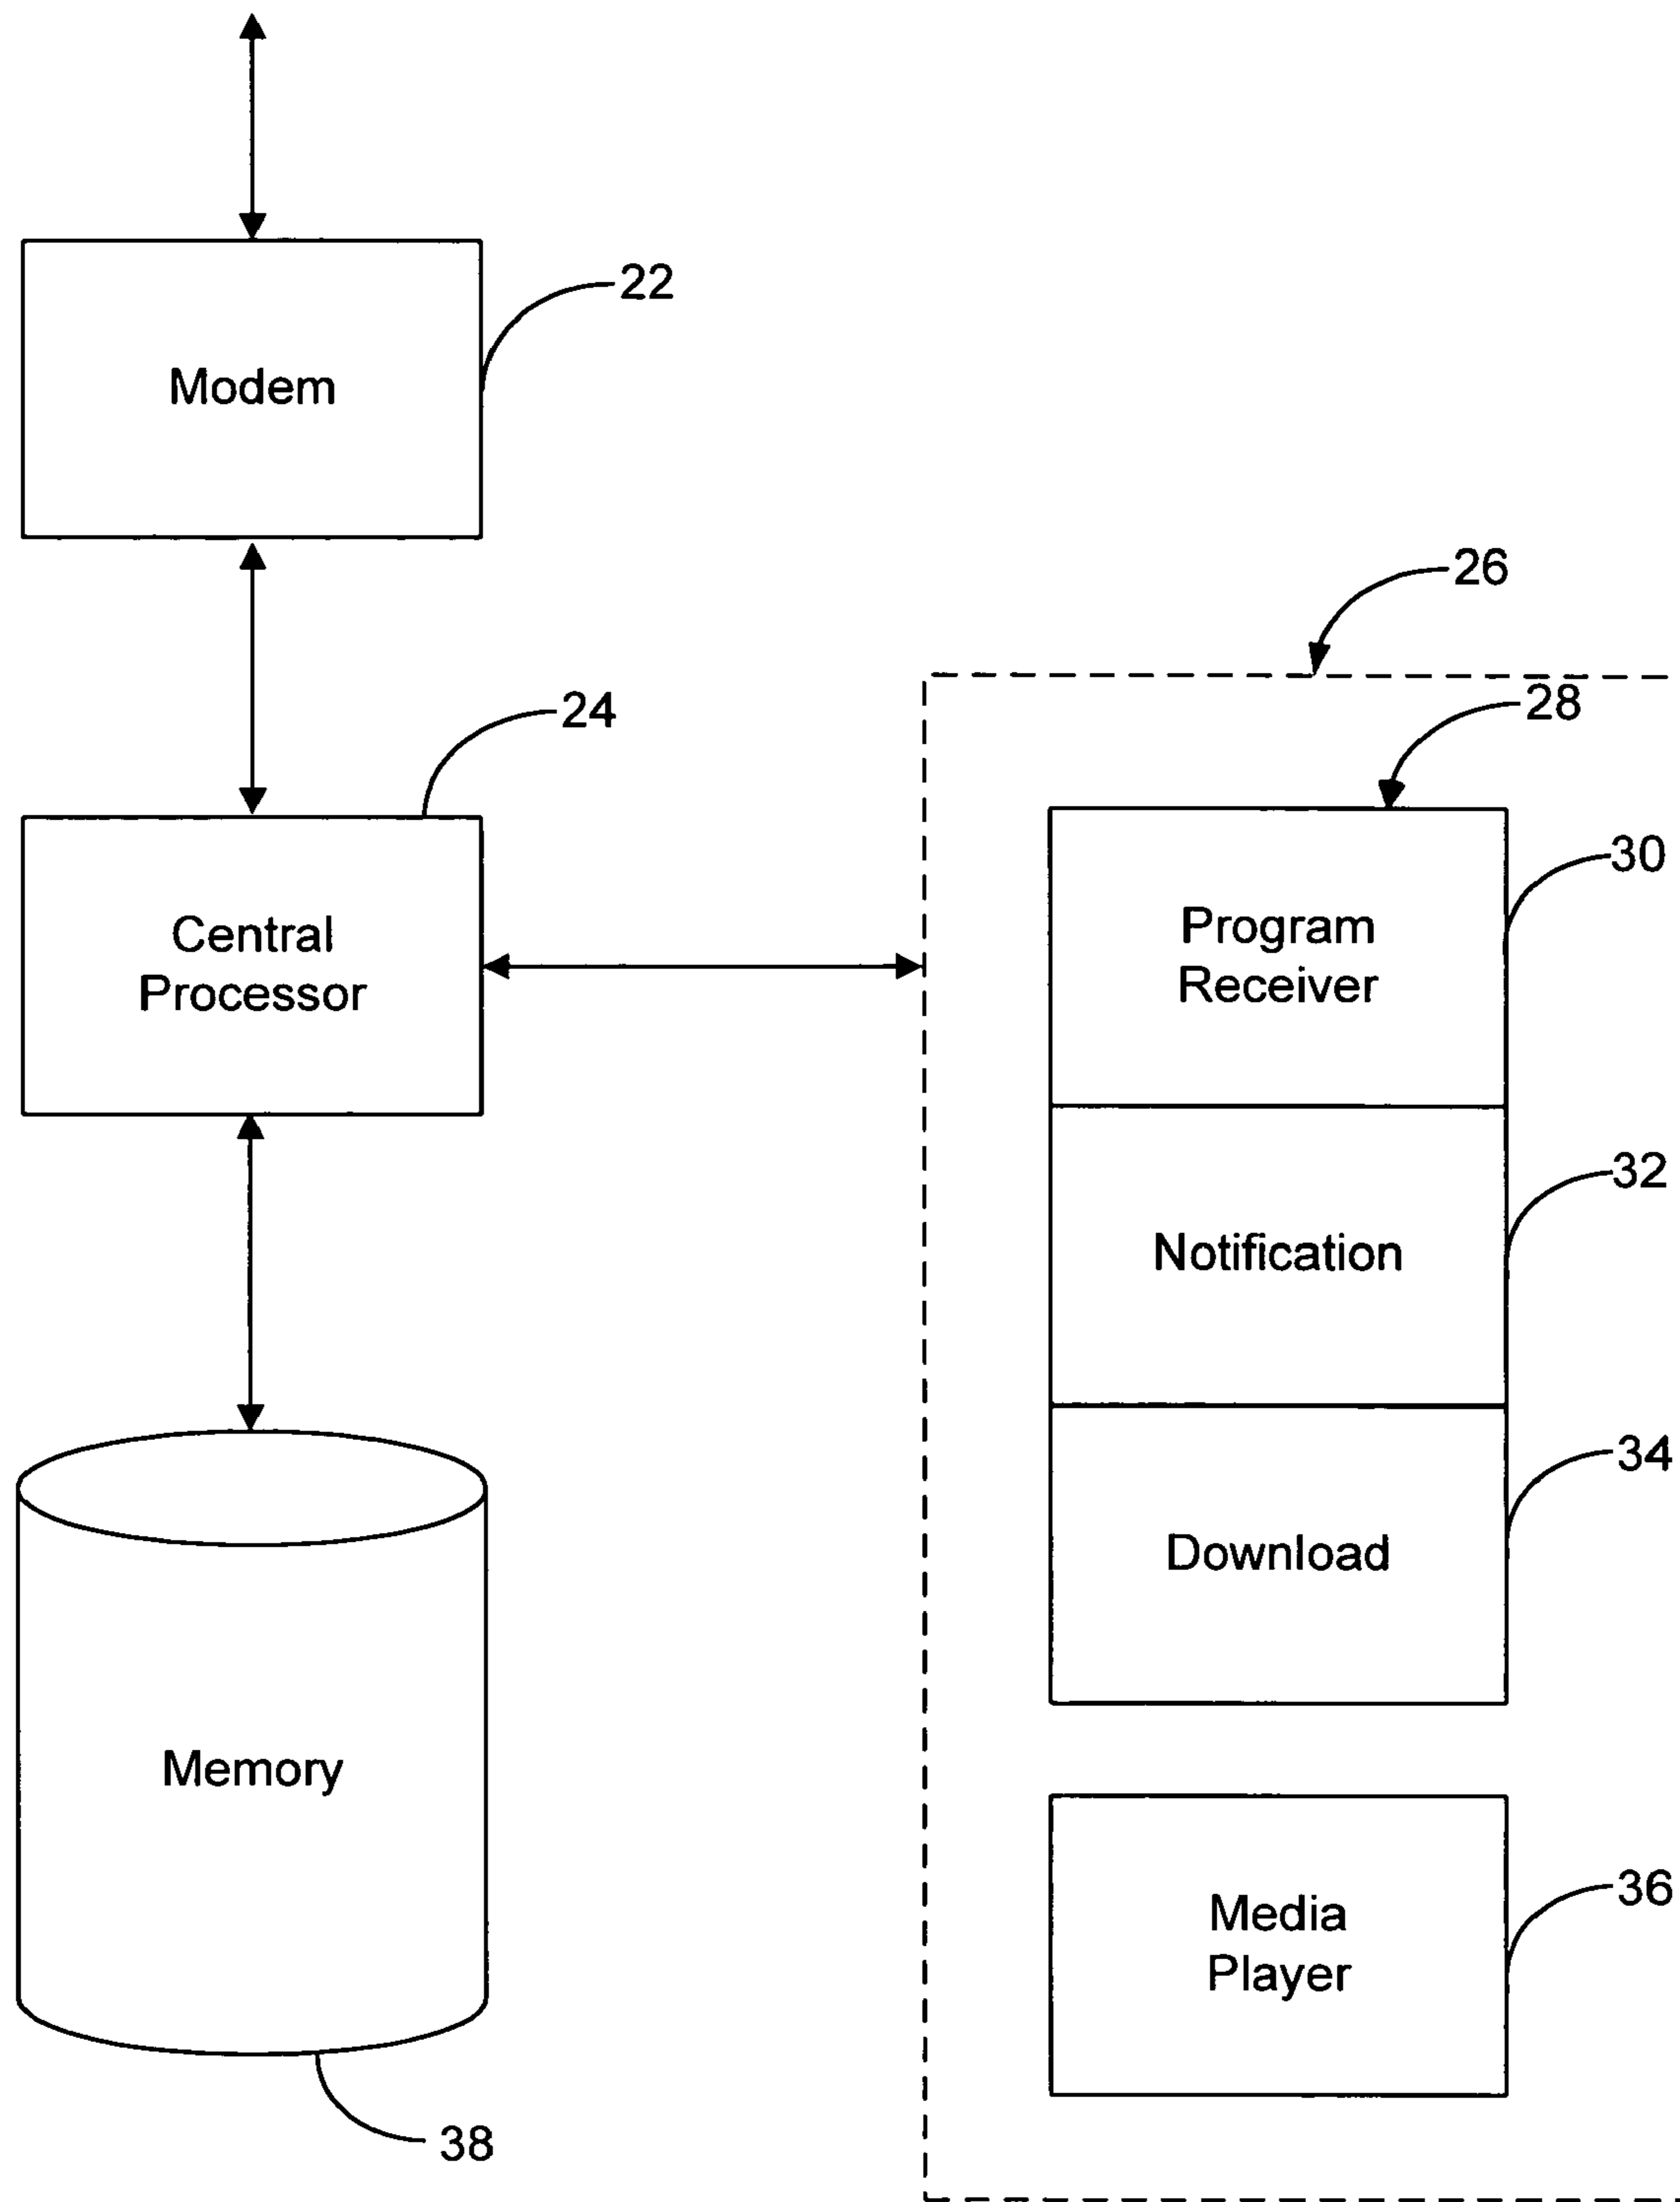 22
Modem
26
24
28
Central
Processor
30
Program
Receiver
32
Notification
34
Download
Memory
36
Media
Player
38